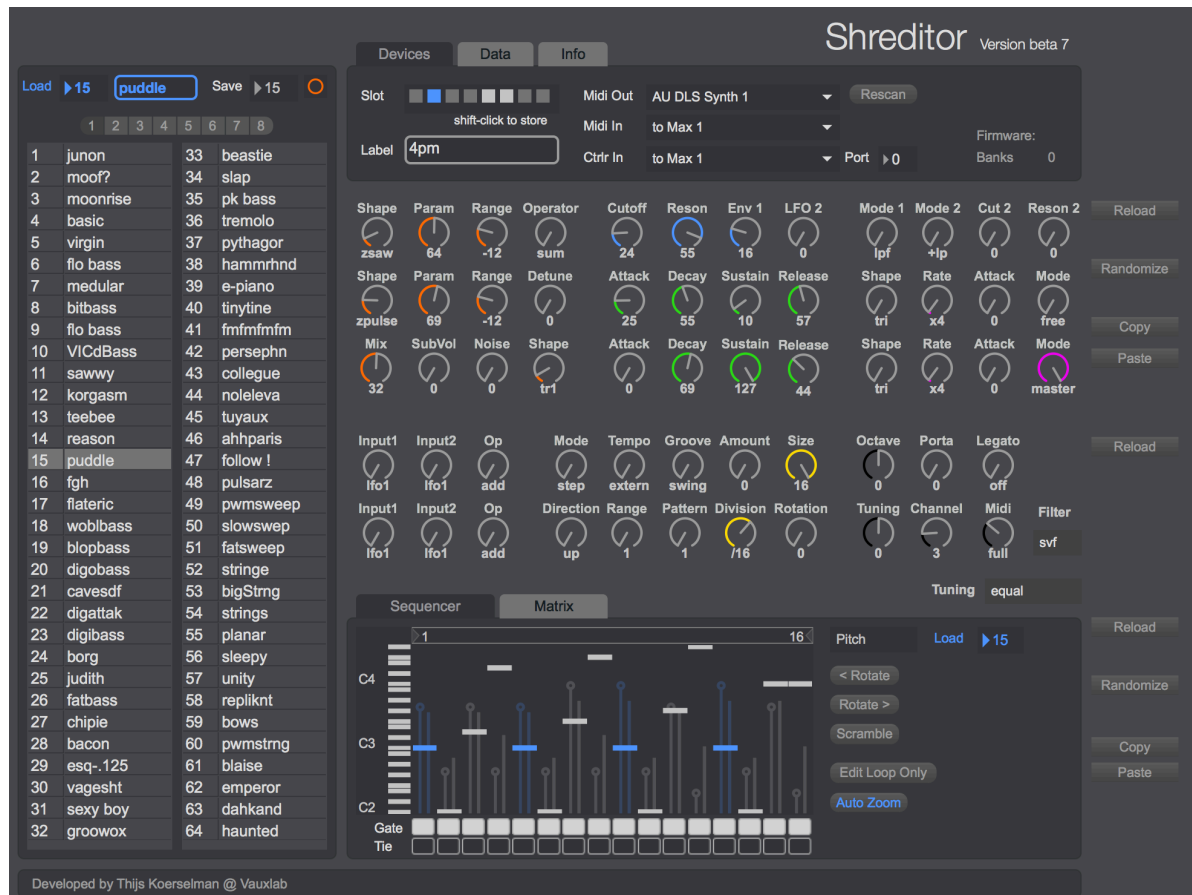 Shreditor Version beta 7
Devices Data Info
Load 15 puddle Save 15
1 2 3 4 5 6 7 8
1 junon 33 beastie
2 moof? 34 slap
3 moonrise 35 pk bass
4 basic 36 tremolo
5 virgin 37 pythagor
6 flo bass 38 hammrhnd
7 medular 39 e-piano
8 bitbass 40 tinytine
9 flo bass 41 fmfmfmfm
10 VICdBass 42 persephn
11 sawwy 43 collegue
12 korgasm 44 noleleva
13 teebee 45 tuyaux
14 reason 46 ahhparis
15 puddle 47 follow !
16 fgh 48 pulsarz
17 flateric 49 pwmsweep
18 woblbass 50 slowswep
19 blopbass 51 fatsweep
20 digobass 52 stringe
21 cavesdf 53 bigStrng
22 digattak 54 strings
23 digibass 55 planar
24 borg 56 sleepy
25 judith 57 unity
26 fatbass 58 repliknt
27 chipie 59 bows
28 bacon 60 pwmstrng
29 esq-.125 61 blaise
30 vagesht 62 emperor
31 sexy boy 63 dahkand
32 groowox 64 haunted
Slot Midi Out AU DLS Synth 1 Rescan
shift-click to store Midi In to Max 1 Firmware:
Label 4pm Ctrlr In to Max 1 Port 0 Banks 0
Shape Param Range Operator Cutoff Reson Env 1 LFO 2 Mode 1 Mode 2 Cut 2 Reson 2 Reload
zsaw 64 -12 sum 24 55 16 0 lpf +lp 0 0
Randomize
Shape Param Range Detune Attack Decay Sustain Release Shape Rate Attack Mode
zpulse 69 -12 0 25 55 10 57 tri x4 0 free
Copy
Mix SubVol Noise Shape Attack Decay Sustain Release Shape Rate Attack Mode
Paste
32 0 0 tr1 0 69 127 44 tri x4 0 master
Input1 Input2 Op Mode Tempo Groove Amount Size Octave Porta Legato Reload
lfo1 lfo1 add step extern swing 0 16 0 0 off
Input1 Input2 Op Direction Range Pattern Division Rotation Tuning Channel Midi Filter
lfo1 lfo1 add up 1 1 /16 0 0 3 full svf
Tuning equal
Sequencer Matrix
1 16 Pitch Load 15 Reload
C4 < Rotate Randomize
Rotate >
C3 Scramble Copy
Edit Loop Only Paste
C2 Auto Zoom
Gate
Tie
Developed by Thijs Koerselman @ Vauxlab